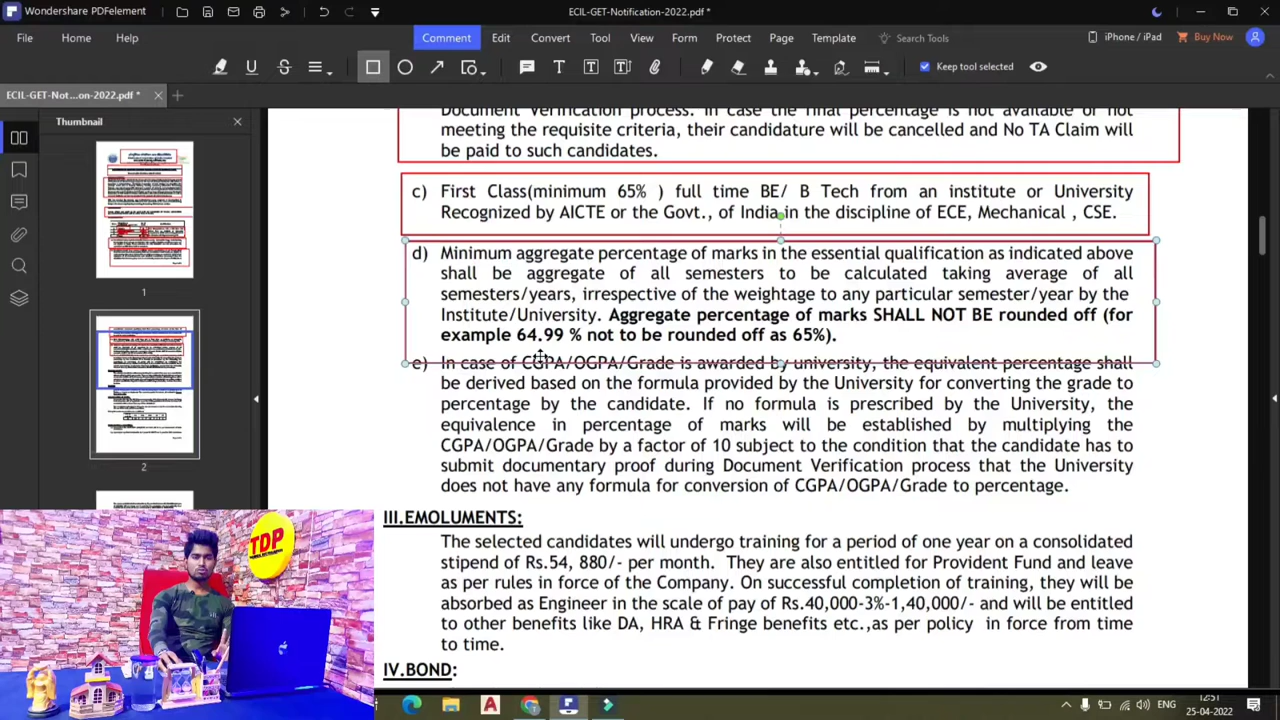 Wondershare PDFelement
ECIL-GET-Notification-2022.pdf *
File Home Help Comment Edit Convert Tool View Form Protect Page Template Search Tools iPhone / iPad Buy Now
Keep tool selected
ECIL-GET-Not...on-2022.pdf *
Thumbnail
1
2
Document Verification process. In case the final percentage is not available or not
meeting the requisite criteria, their candidature will be cancelled and No TA Claim will
be paid to such candidates.
c) First Class(minimum 65% ) full time BE/ B from an institute or University
Recognized by or the Govt., of India in the discipline of ECE, Mechanical , CSE.
d) Minimum aggregate percentage of marks in the essential qualification as indicated above
shall be aggregate of all semesters to be calculated taking average of all
semesters/years, irrespective of the weightage to any particular semester/year by the
Institute/University. Aggregate percentage of marks SHALL NOT BE rounded off (for
example 64.99% not to be rounded off as 65%).
e) In case of CGPA/OGPA/Grade is awarded by university, the equivalent percentage shall
be derived based on the formula provided by the University for converting the grade to
percentage by the candidate. If no formula is prescribed by the University, the
equivalence in percentage of marks will be established by multiplying the
CGPA/OGPA/Grade by a factor of 10 subject to the condition that the candidate has to
submit documentary proof during Document Verification process that the University
does not have any formula for conversion of CGPA/OGPA/Grade to percentage.
III.EMOLUMENTS:
The selected candidates will undergo training for a period of one year on a consolidated
stipend of Rs.54, 880/- per month. They are also entitled for Provident Fund and leave
as per rules in force of the Company. On successful completion of training, they will be
absorbed as Engineer in the scale of pay of Rs.40,000-3%-1,40,000/- and will be entitled
to other benefits like DA, HRA & Fringe benefits etc.,as per policy in force from time
to time.
IV.BOND:
TDP
ENG
12:51
25-04-2022